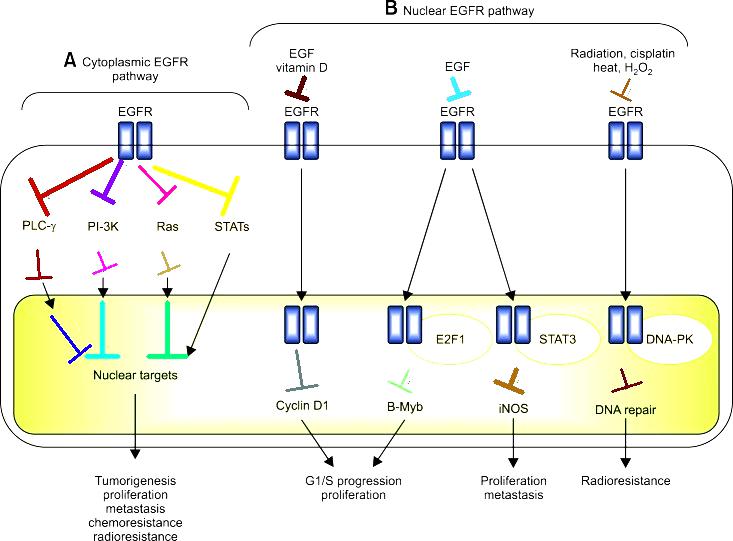 B Nuclear EGFR pathway
A Cytoplasmic EGFR
pathway
EGF
vitamin D
EGF
Radiation, cisplatin
heat, H₂O₂
EGFR
EGFR
EGFR
EGFR
PLC-γ
PI-3K
Ras
STATs
E2F1
STAT3
DNA-PK
Nuclear targets
Cyclin D1
B-Myb
iNOS
DNA repair
Tumorigenesis
proliferation
metastasis
chemoresistance
radioresistance
G1/S progression
proliferation
Proliferation
metastasis
Radioresistance